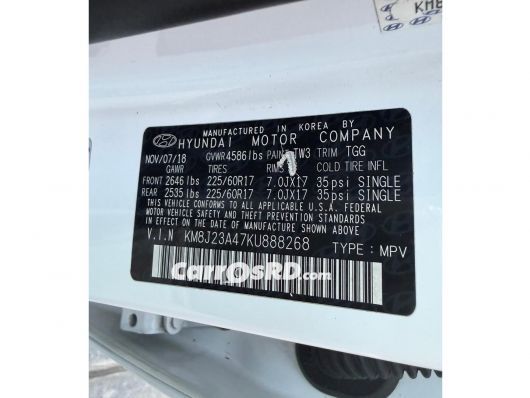 KM8
MANUFACTURED IN KOREA BY
HYUNDAI MOTOR COMPANY
NOV/07/18 GVWR 4586 lbs PAINT TW3 TRIM TGG
GAWR TIRES RIMS COLD TIRE INFL
FRONT 2646 lbs 225/60R17 7.0JX17 35psi SINGLE
REAR 2535 lbs 225/60R17 7.0JX17 35psi SINGLE
THIS VEHICLE CONFORMS TO ALL APPLICABLE U.S.A. FEDERAL
MOTOR VEHICLE SAFETY AND THEFT PREVENTION STANDARDS
IN EFFECT ON THE DATE OF MANUFACTURE SHOWN ABOVE
V.I.N KM8J23A47KU888268 TYPE: MPV
CarrosRD.com